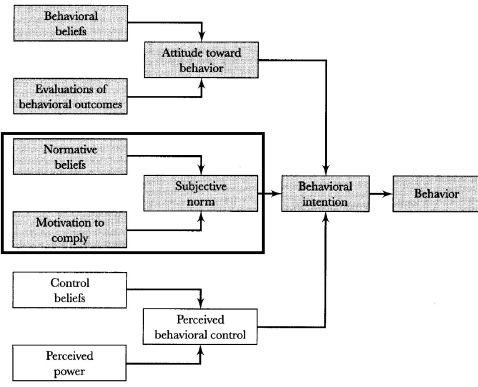 Behavioral
beliefs
Attitude toward
behavior
Evaluations of
behavioral outcomes
Normative
beliefs
Subjective
norm
Motivation to
comply
Behavioral
intention
Behavior
Control
beliefs
Perceived
behavioral control
Perceived
power